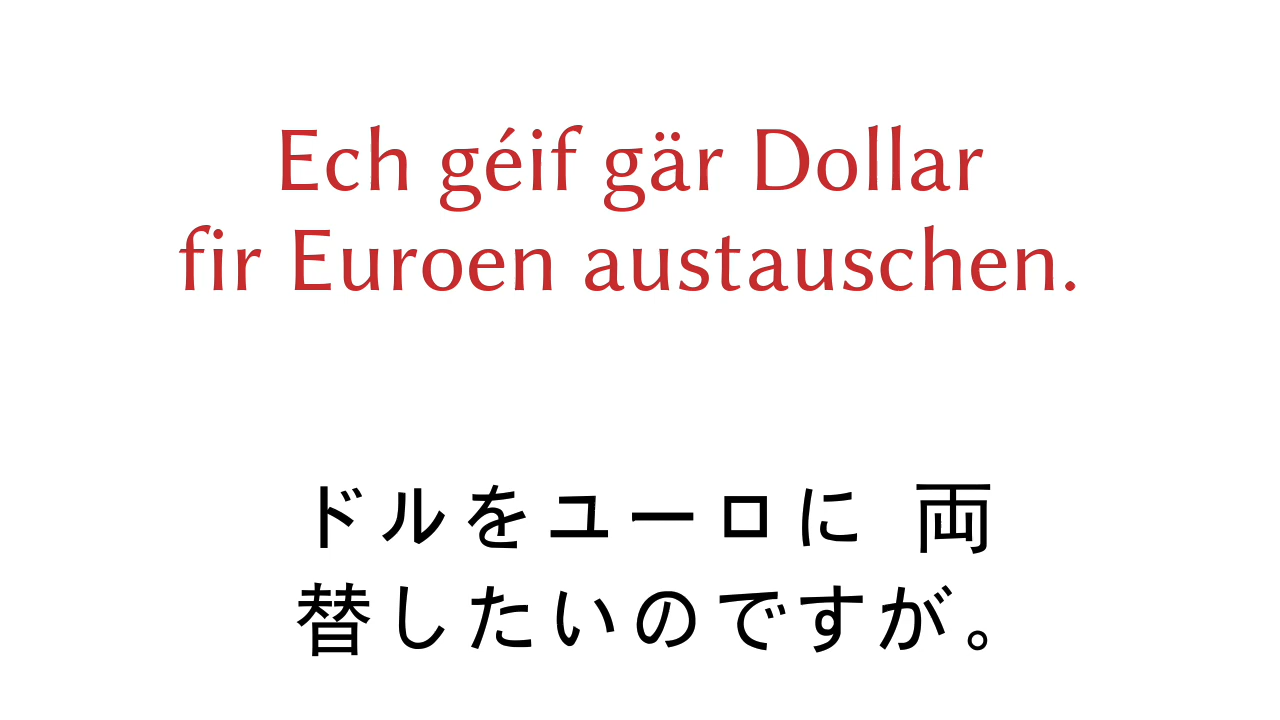 Ech géif gär Dollar
fir Euroen austauschen.
ドルをユーロに 両
替したいのですが。